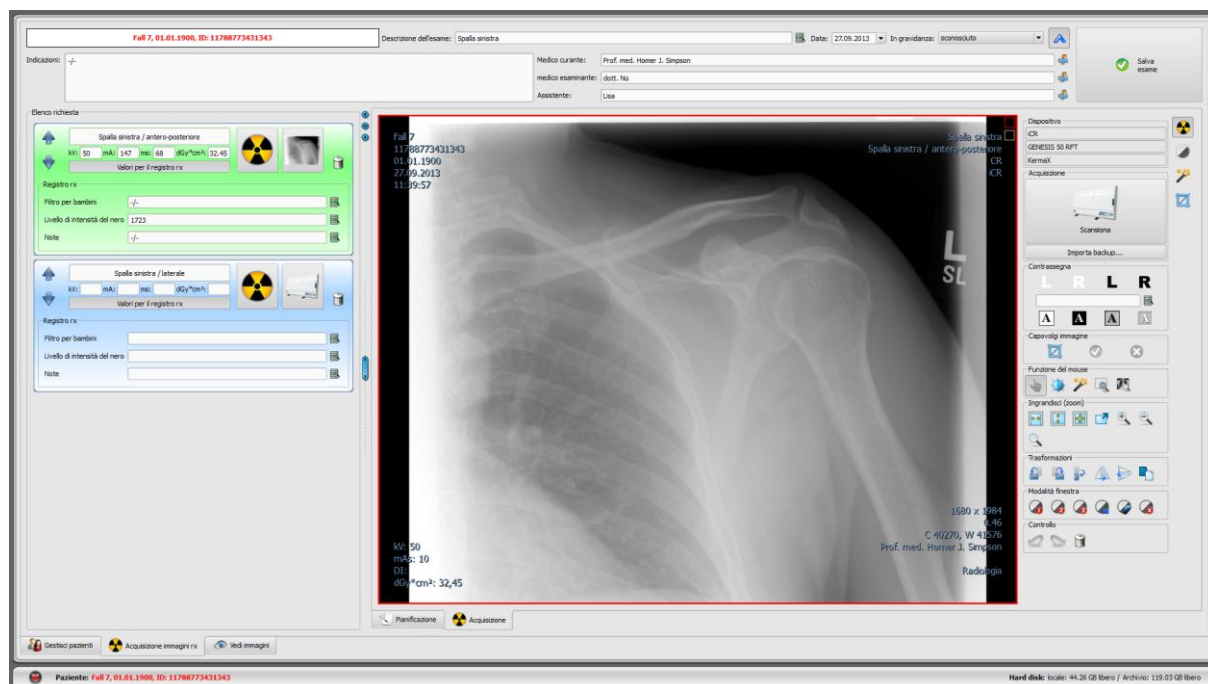 Fall 7, 01.01.1900, ID: 11788773431343
Descrizione dell'esame: Spalla sinistra
Data: 27.09.2013 In gravidanza: sconosciuto
Indicazioni: -/-
Medico curante: Prof. med. Homer J. Simpson
medico esaminante: dott. No
Assistente: Lisa
Salva esame
Elenco richiesta
Spalla sinistra / antero-posteriore
kV: 50 mA: 147 ms: 68 dGy*cm²: 32.45
Valori per il registro rx
Registro rx
Filtro per bambini -/-
Livello di intensità del nero 1723
Note -/-
Spalla sinistra / laterale
kV: mA: ms: dGy*cm²:
Valori per il registro rx
Registro rx
Filtro per bambini
Livello di intensità del nero
Note
Fall 7
11788773431343
01.01.1900
27.09.2013
11:39:57
Spalla sinistra
Spalla sinistra / antero-posteriore
CR
iCR
L
SL
1680 x 1984
0.46
C 40270, W 41576
Prof. med. Homer J. Simpson
Radiologia
kV: 50
mAs: 10
DI:
dGy*cm²: 32,45
Dispositivo
iCR
GENESIS 50 RFT
KermaX
Acquisizione
Scansiona
Importa backup...
Contrassegna
L R L R
A A A A
Capovolgi immagine
Funzione del mouse
Ingrandisci (zoom)
Trasformazioni
Modalità finestra
Controllo
Pianificazione Acquisizione
Gestisci pazienti Acquisizione immagini rx Vedi immagini
Paziente: Fall 7, 01.01.1900, ID: 11788773431343
Hard disk: locale: 44.26 GB libero / Archivio: 119.03 GB libero